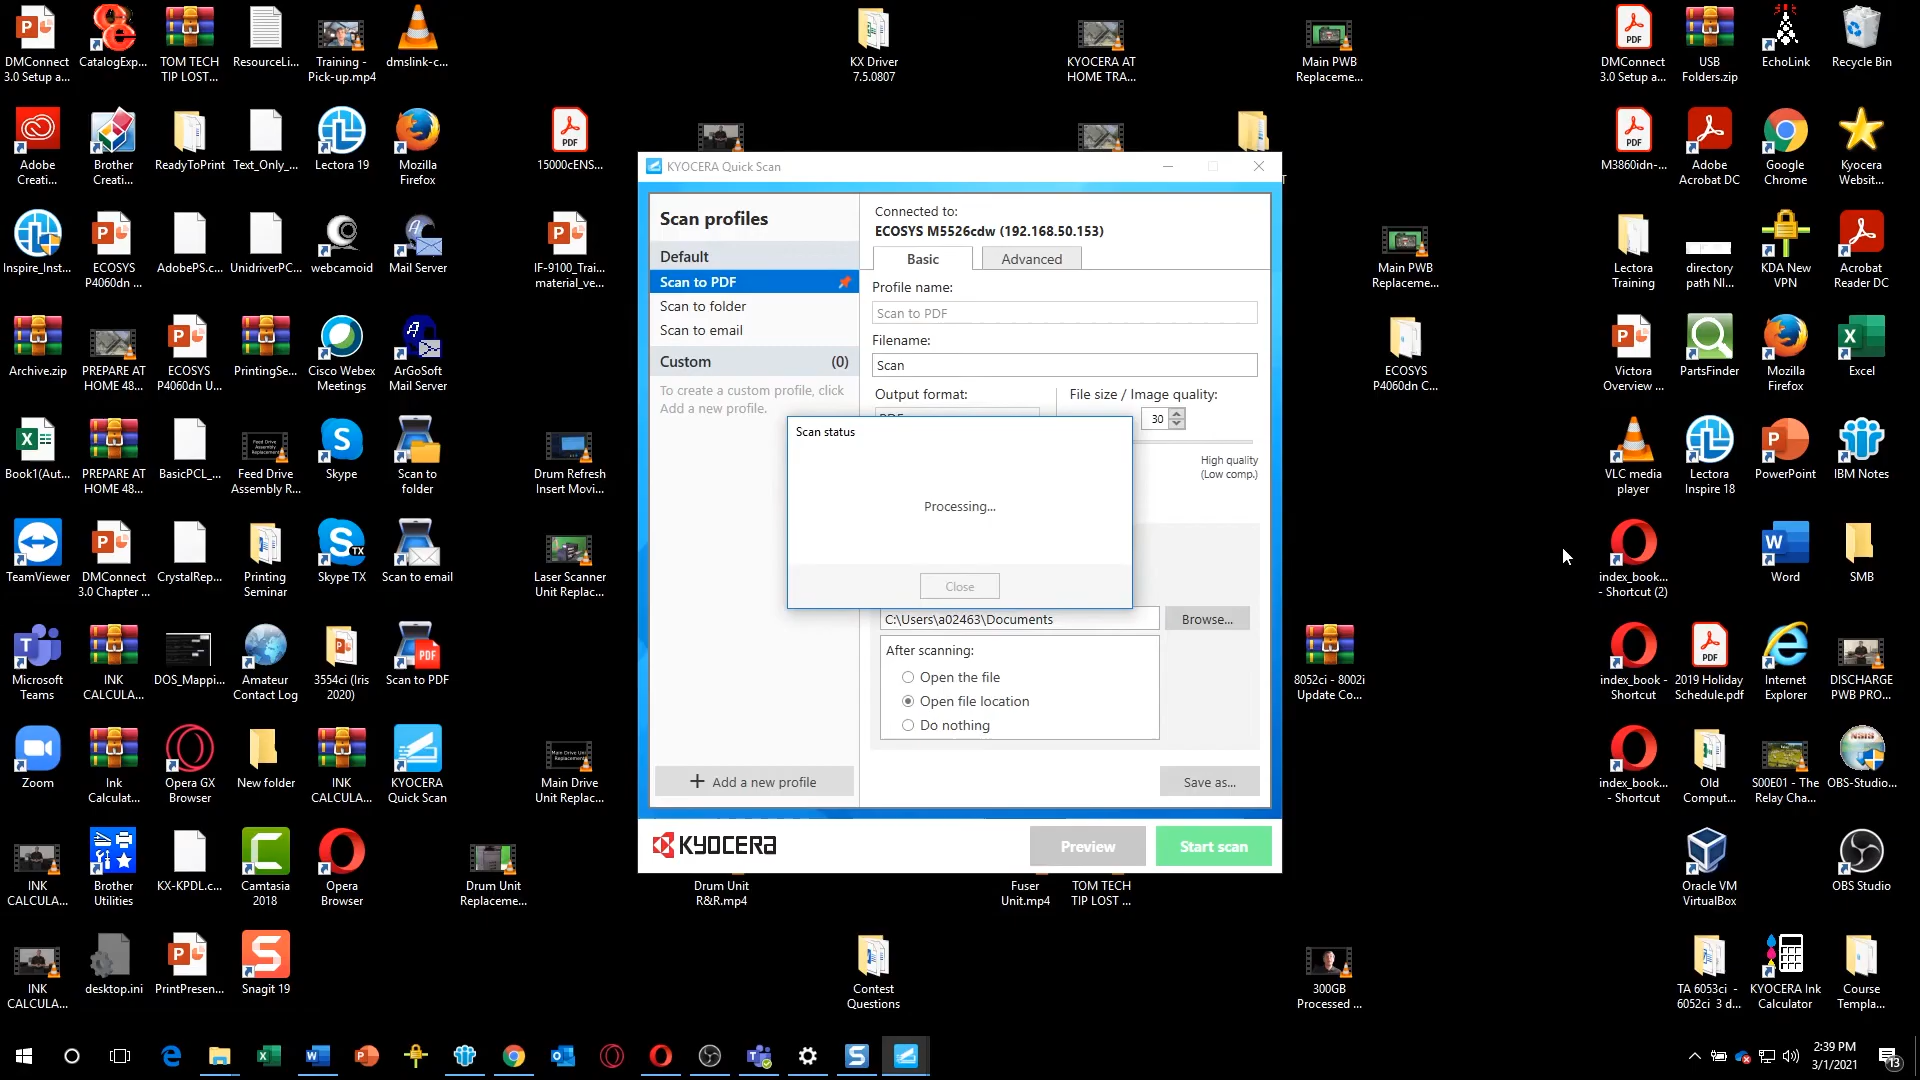 DMConnect
3.0 Setup a...
CatalogExp...
TOM TECH
TIP LOST...
ResourceLi...
Training -
Pick-up.mp4
dmslink-c...
KX Driver
7.5.0807
KYOCERA AT
HOME TRA...
Main PWB
Replaceme...
DMConnect
3.0 Setup a...
USB
Folders.zip
EchoLink
Recycle Bin
Adobe
Creati...
Brother
Creati...
ReadyToPrint
Text_Only_...
Lectora 19
Mozilla
Firefox
15000cENS...
M3860idn-...
Adobe
Acrobat DC
Google
Chrome
Kyocera
Websit...
Inspire_Inst...
ECOSYS
P4060dn ...
AdobePS.c...
UnidriverPC...
webcamoid
Mail Server
IF-9100_Trai...
material_ve...
Main PWB
Replaceme...
Lectora
Training
directory
path NI...
KDA New
VPN
Acrobat
Reader DC
Archive.zip
PREPARE AT
HOME 48...
ECOSYS
P4060dn U...
PrintingSe...
Cisco Webex
Meetings
ArGoSoft
Mail Server
ECOSYS
P4060dn C...
Victora
Overview ...
PartsFinder
Mozilla
Firefox
Excel
Book1(Aut...
PREPARE AT
HOME 48...
BasicPCL_...
Feed Drive
Assembly R...
Skype
Scan to
folder
Drum Refresh
Insert Movi...
VLC media
player
Lectora
Inspire 18
PowerPoint
IBM Notes
TeamViewer
DMConnect
3.0 Chapter ...
CrystalRep...
Printing
Seminar
Skype TX
Scan to email
Laser Scanner
Unit Replac...
index_book...
- Shortcut (2)
Word
SMB
Microsoft
Teams
INK
CALCULA...
DOS_Mappi...
Amateur
Contact Log
3554ci (Iris
2020)
Scan to PDF
8052ci - 8002i
Update Co...
index_book -
Shortcut
2019 Holiday
Schedule.pdf
Internet
Explorer
DISCHARGE
PWB PRO...
Zoom
Ink
Calculat...
Opera GX
Browser
New folder
INK
CALCULA...
KYOCERA
Quick Scan
Main Drive
Unit Replac...
index_book...
- Shortcut
Old
Comput...
S00E01 - The
Relay Cha...
OBS-Studio...
INK
CALCULA...
Brother
Utilities
KX-KPDL.c...
Camtasia
2018
Opera
Browser
Drum Unit
Replaceme...
Drum Unit
R&R.mp4
Fuser
Unit.mp4
TOM TECH
TIP LOST ...
Oracle VM
VirtualBox
OBS Studio
INK
CALCULA...
desktop.ini
PrintPresen...
Snagit 19
Contest
Questions
300GB
Processed ...
TA 6053ci -
6052ci 3 d...
KYOCERA Ink
Calculator
Course
Templa...
KYOCERA Quick Scan
Scan profiles
Default
Scan to PDF
Scan to folder
Scan to email
Custom (0)
To create a custom profile, click
Add a new profile.
Add a new profile
Connected to:
ECOSYS M5526cdw (192.168.50.153)
Basic
Advanced
Profile name:
Scan to PDF
Filename:
Scan
Output format:
PDF
File size / Image quality:
30
High quality
(Low comp.)
Scan status
Processing...
Close
C:\Users\a02463\Documents
Browse...
After scanning:
Open the file
Open file location
Do nothing
Save as...
KYOCERA
Preview
Start scan
2:39 PM
3/1/2021
13